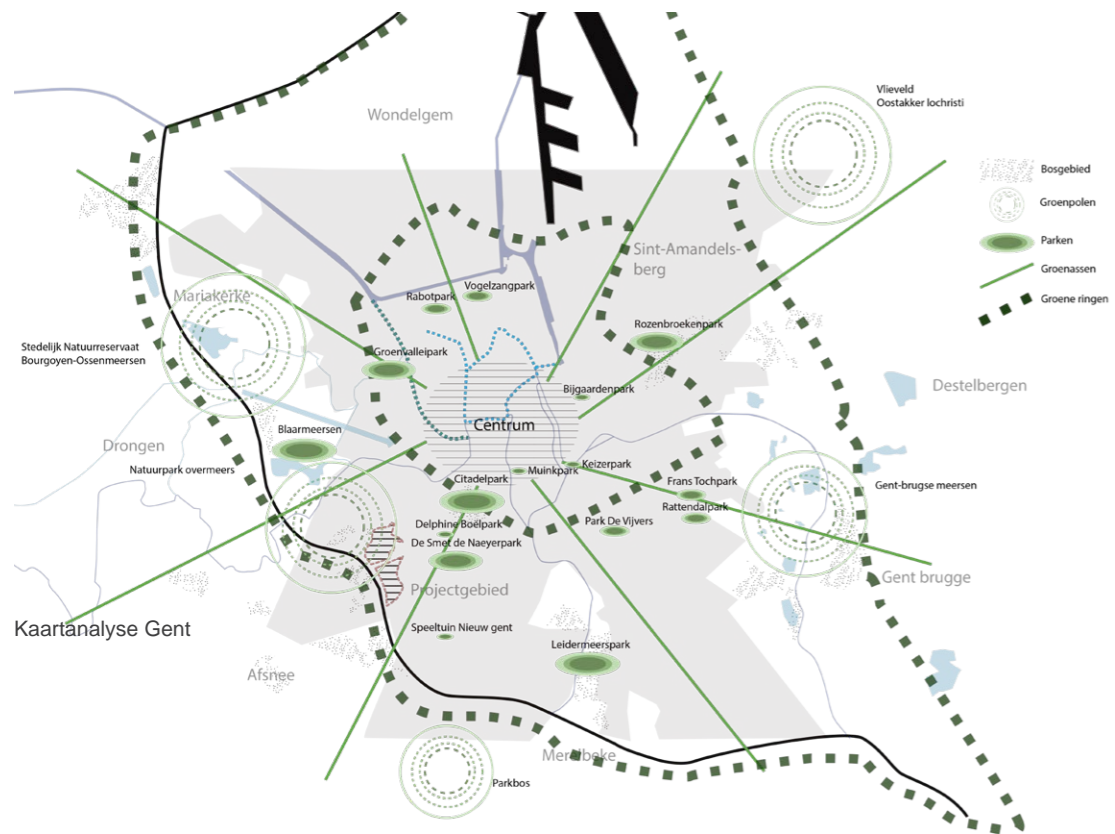 Vlieveld
Oostakker lochristi
Wondelgem
Bosgebied
Groenpolen
Parken
Groenassen
Groene ringen
Sint-Amandels-
berg
Vogelzangpark
Rabotpark
Mariakerke
Rozenbroekenpark
Stedelijk Natuurreservaat
Bourgoyen-Ossenmeersen
Groenvalleipark
Bijgaardenpark
Destelbergen
Centrum
Blaarmeersen
Drongen
Natuurpark overmeers
Muinkpark
Keizerpark
Citadelpark
Frans Tochpark
Gent-brugse meersen
Rattendalpark
Delphine Boëlpark
Park De Vijvers
De Smet de Naeyerpark
Gent brugge
Projectgebied
Kaartanalyse Gent
Speeltuin Nieuw gent
Leidermeerspark
Afsnee
Merelbeke
Parkbos